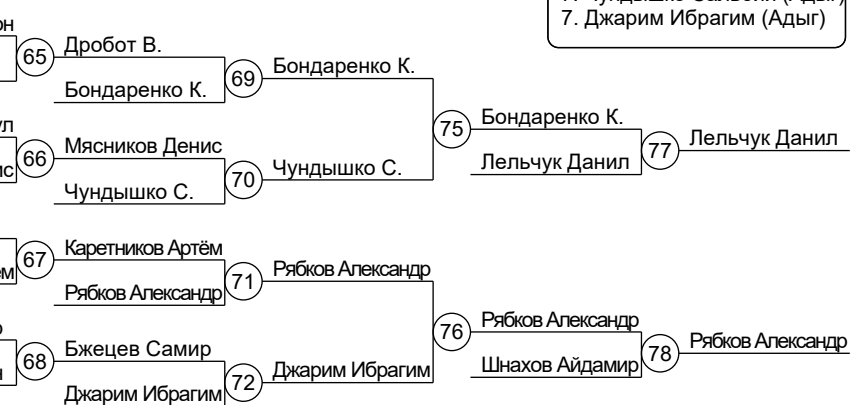 7. Джарим Ибрагим (Адыг)
65
Дробот В.
Бондаренко К.
69
Бондаренко К.
66
Мясников Денис
Чундышко С.
70
Чундышко С.
75
Бондаренко К.
Лельчук Данил
77
Лельчук Данил
67
Каретников Артём
Рябков Александр
71
Рябков Александр
68
Бжецев Самир
Джарим Ибрагим
72
Джарим Ибрагим
76
Рябков Александр
Шнахов Айдамир
78
Рябков Александр